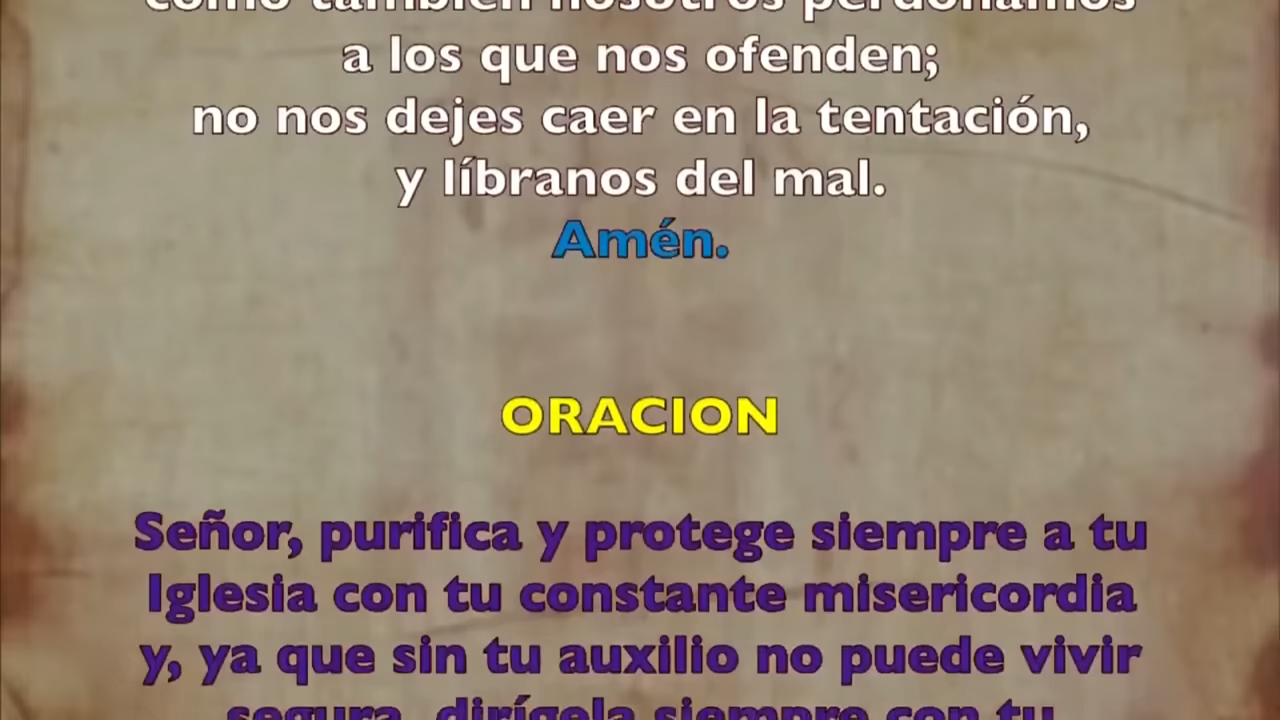 como también nosotros perdonamos
a los que nos ofenden;
no nos dejes caer en la tentación,
y líbranos del mal.
Amén.
ORACION
Señor, purifica y protege siempre a tu
Iglesia con tu constante misericordia
y, ya que sin tu auxilio no puede vivir
segura, dirígela siempre con tu